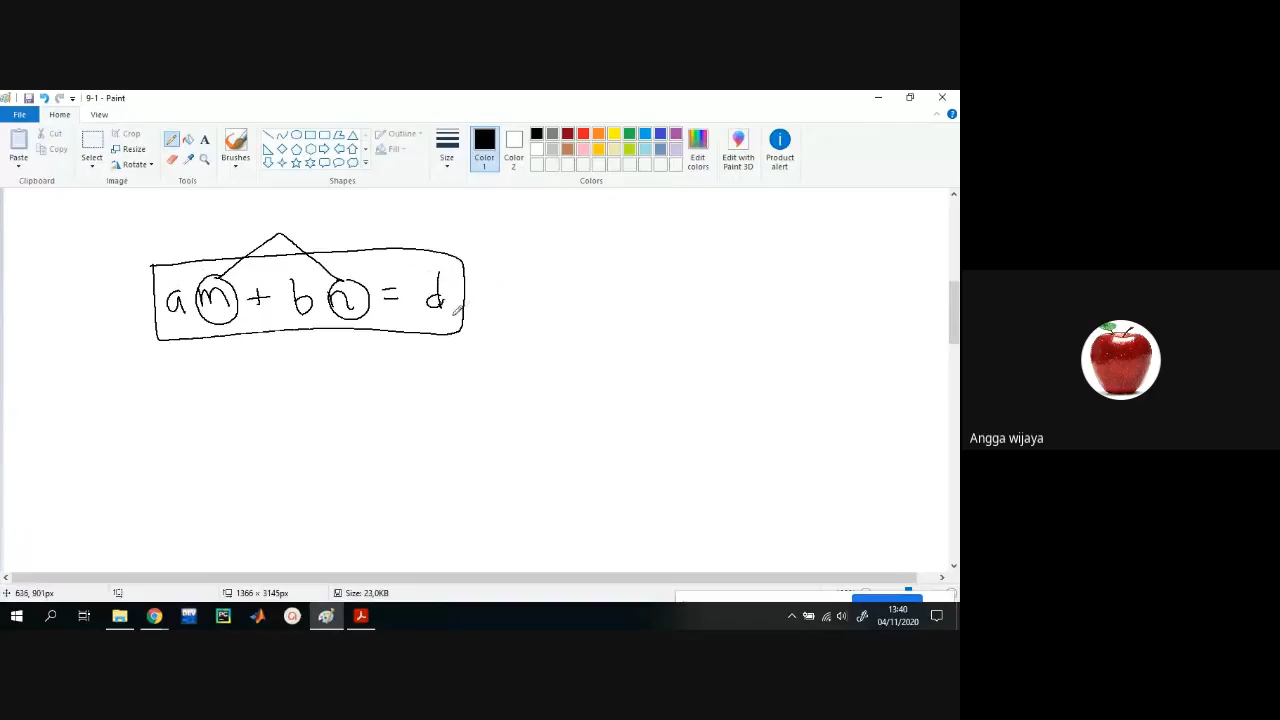 9-1 - Paint
File Home View
Paste Cut Copy Clipboard
Select Crop Resize Rotate Image
Tools
Brushes
Shapes Outline Fill
Size
Color 1 Color 2
Edit colors
Colors
Edit with Paint 3D
Product alert
am + bn = d
Angga wijaya
636, 901px
1366 × 3145px
Size: 23,0KB
DEV PC
13:40
04/11/2020